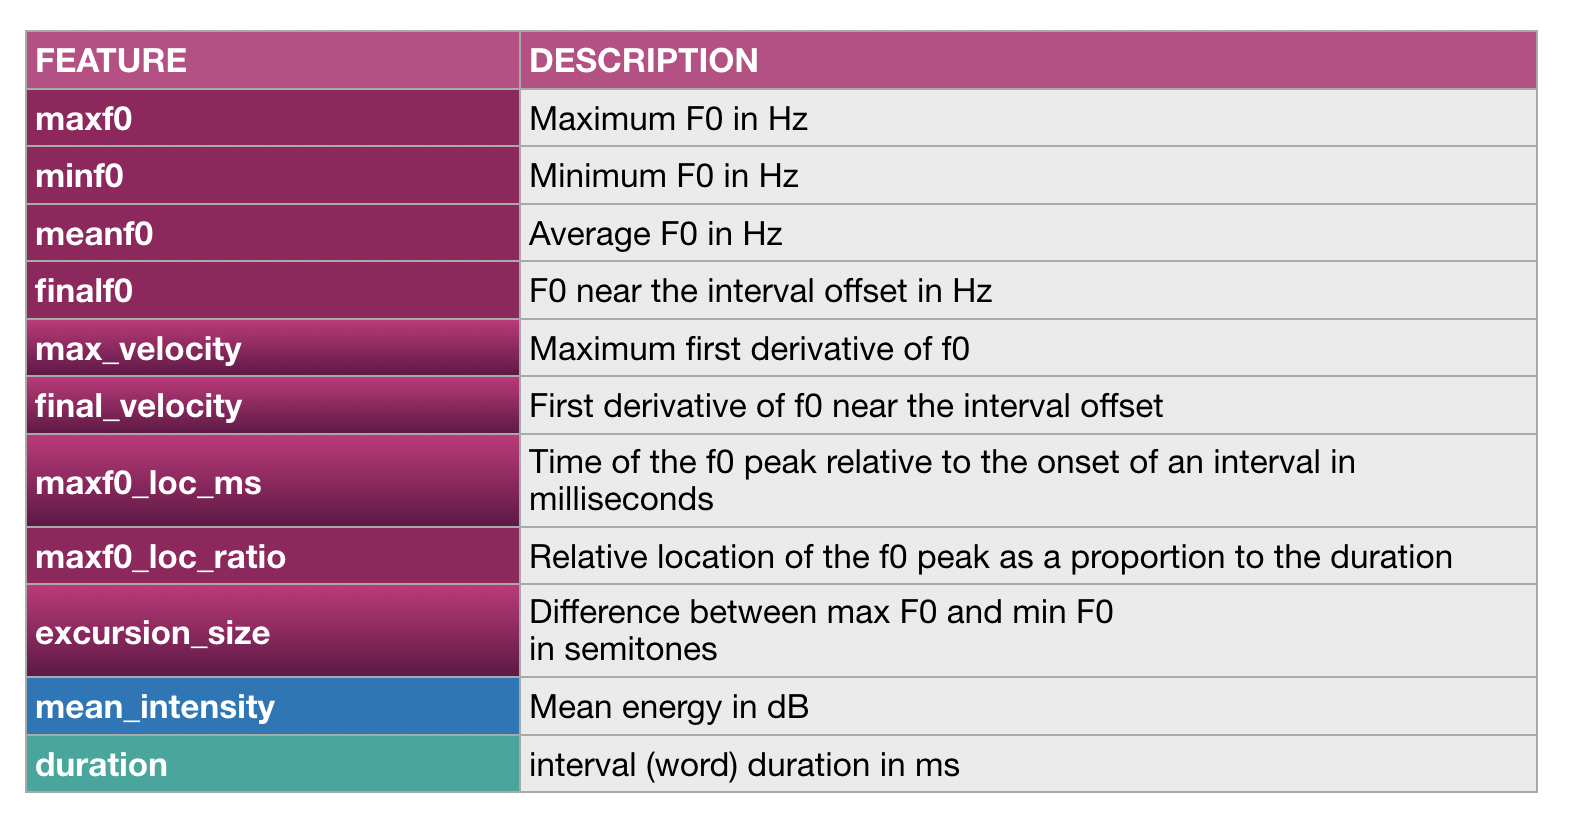 FEATURE DESCRIPTION
maxf0 Maximum F0 in Hz
minf0 Minimum F0 in Hz
meanf0 Average F0 in Hz
finalf0 F0 near the interval offset in Hz
max_velocity Maximum first derivative of f0
final_velocity First derivative of f0 near the interval offset
maxf0_loc_ms Time of the f0 peak relative to the onset of an interval in
milliseconds
maxf0_loc_ratio Relative location of the f0 peak as a proportion to the duration
excursion_size Difference between max F0 and min F0
in semitones
mean_intensity Mean energy in dB
duration interval (word) duration in ms